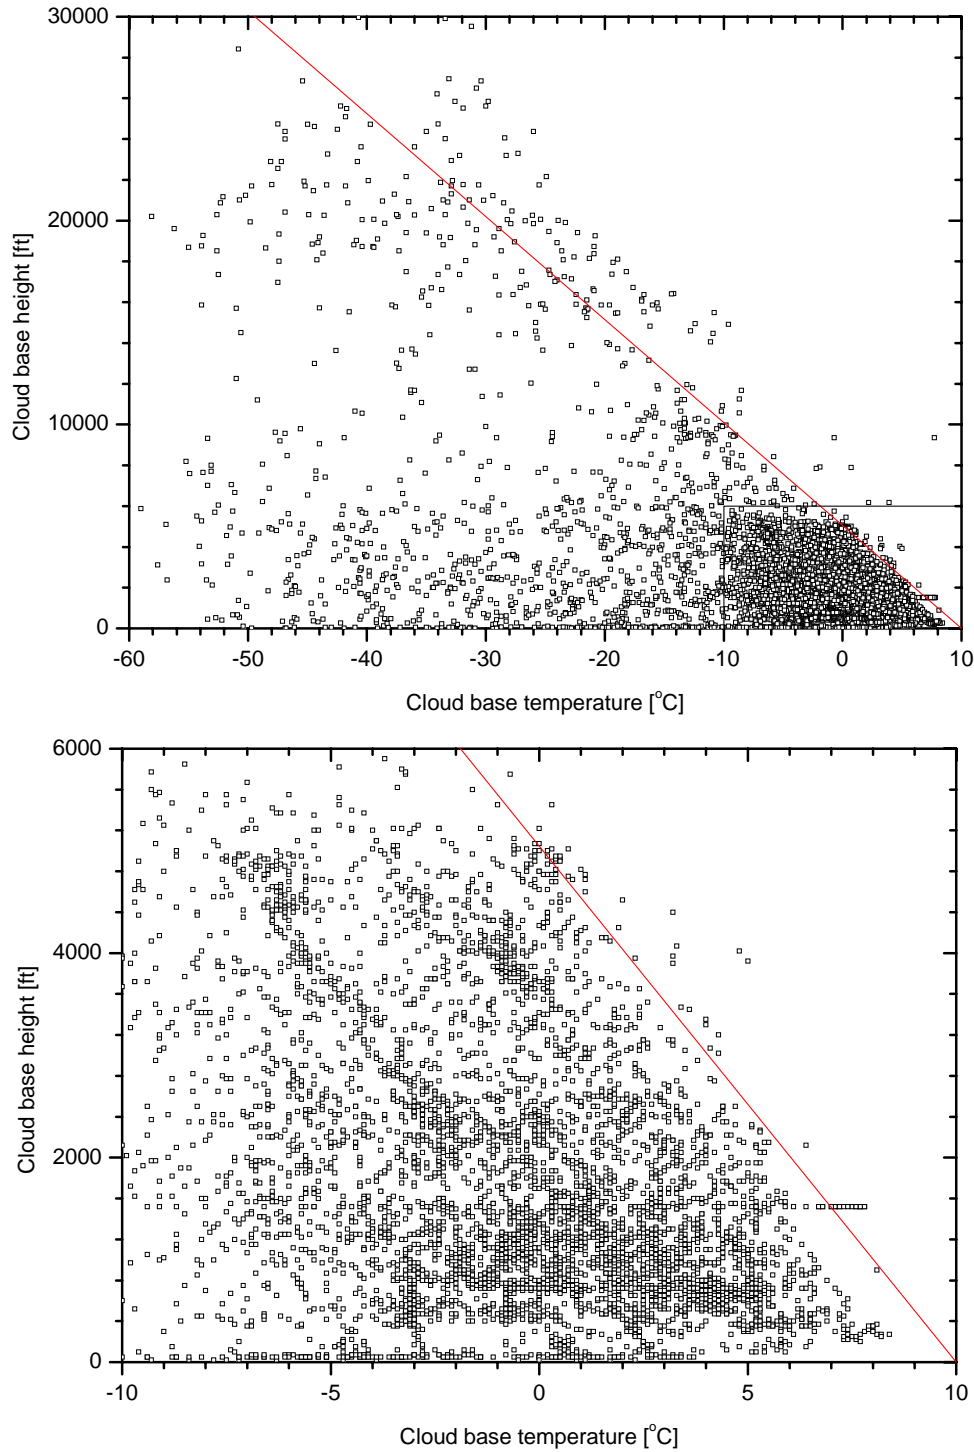 30000
20000
10000
0
Cloud base height [ft]
-60 -50 -40 -30 -20 -10 0 10
Cloud base temperature [°C]
6000
4000
2000
0
Cloud base height [ft]
-10 -5 0 5 10
Cloud base temperature [°C]